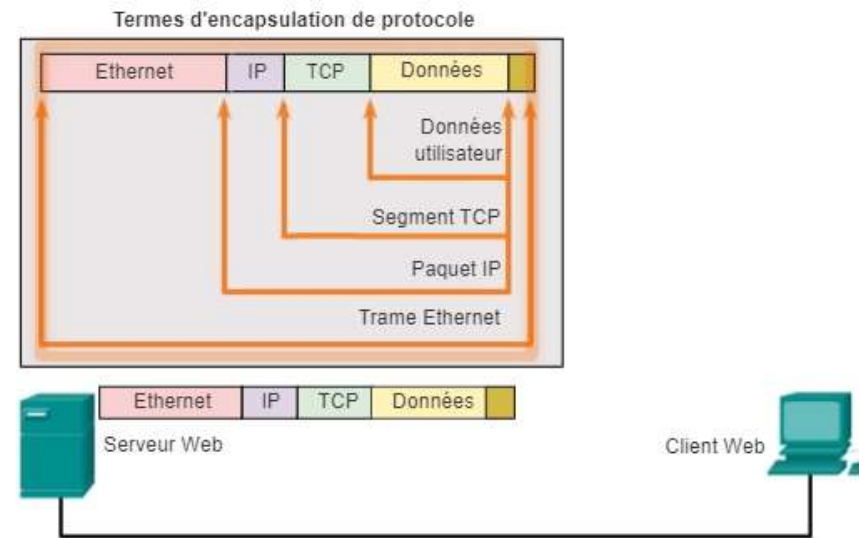 Termes d'encapsulation de protocole
Ethernet IP TCP Données
Données
utilisateur
Segment TCP
Paquet IP
Trame Ethernet
Ethernet IP TCP Données
Serveur Web
Client Web